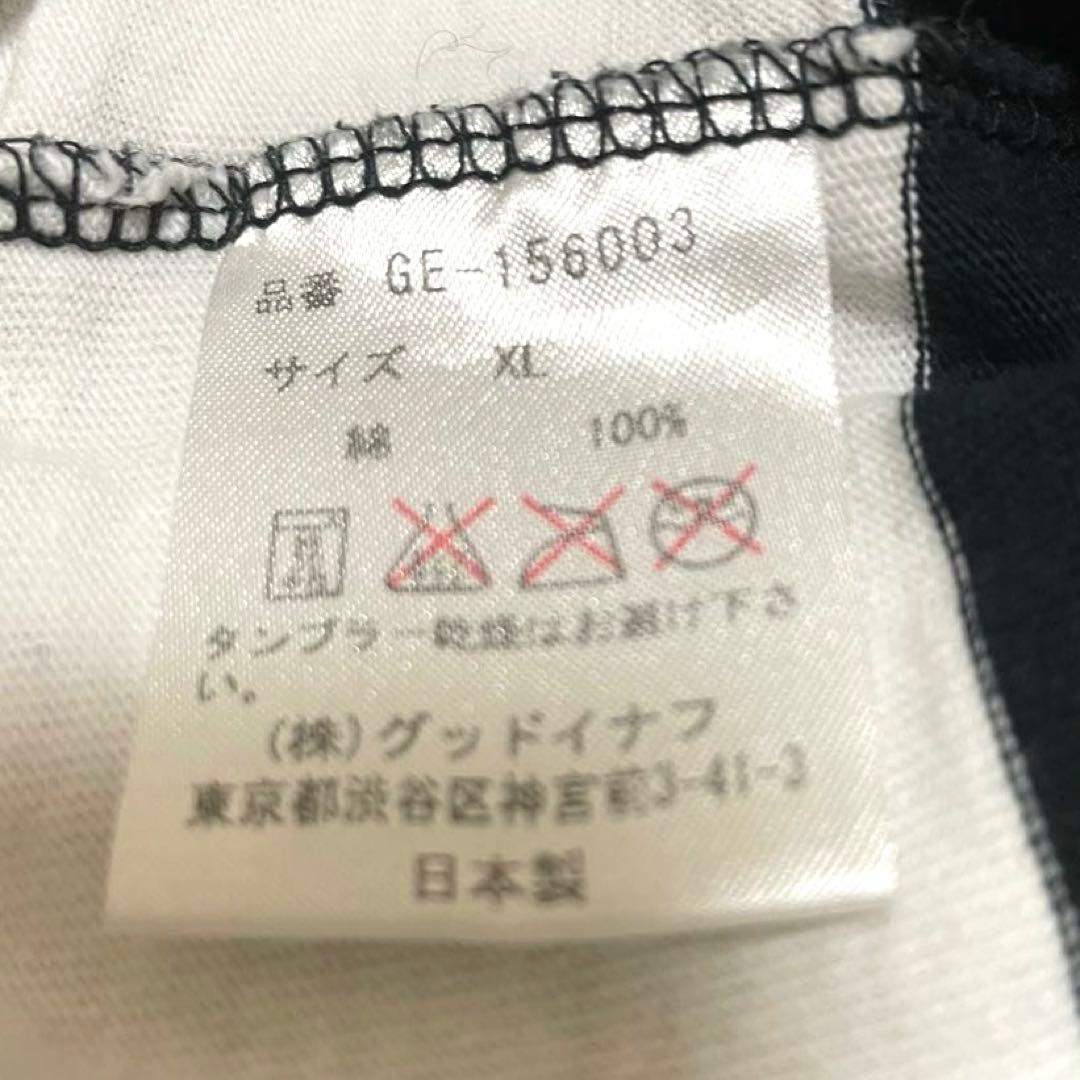 品番 GE-156003
サイズ XL
綿 100%
タンブラー乾燥はお避け下さ
い。
(株)グッドイナフ
東京都渋谷区神宮前3-41-3
日本製